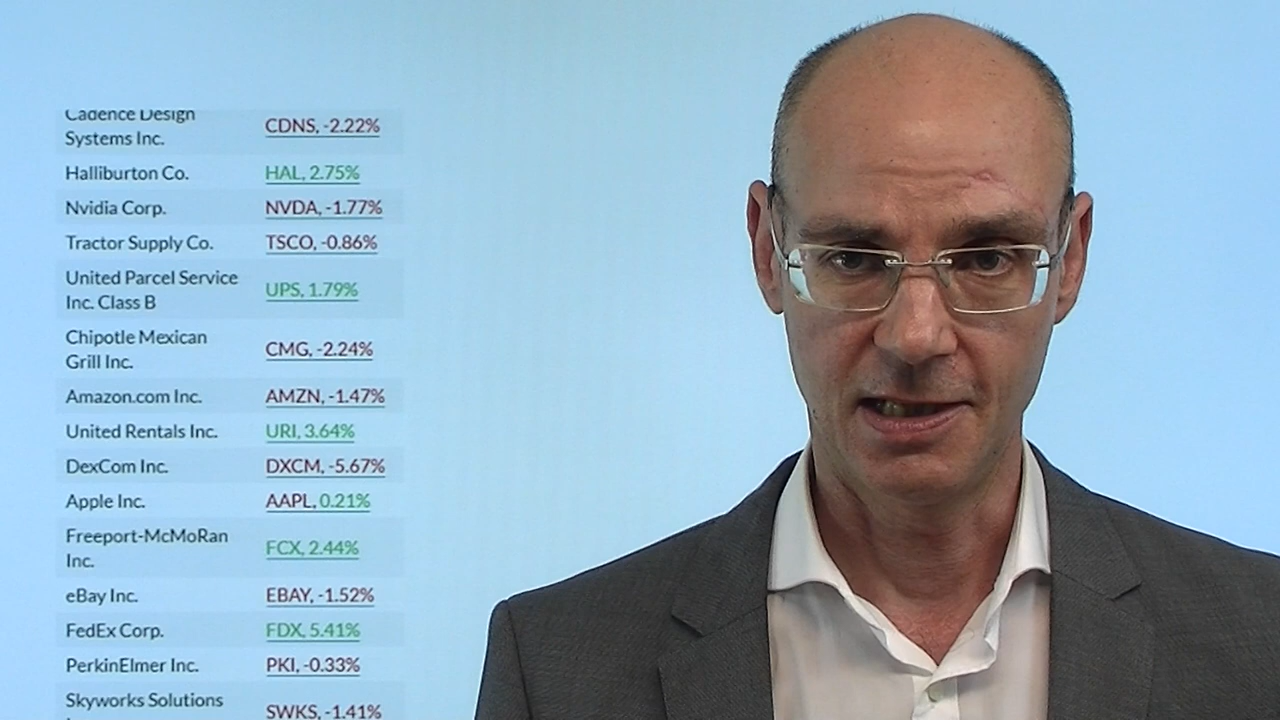 Cadence Design
Systems Inc.
CDNS, -2.22%
Halliburton Co.
HAL, 2.75%
Nvidia Corp.
NVDA, -1.77%
Tractor Supply Co.
TSCO, -0.86%
United Parcel Service
Inc. Class B
UPS, 1.79%
Chipotle Mexican
Grill Inc.
CMG, -2.24%
Amazon.com Inc.
AMZN, -1.47%
United Rentals Inc.
URI, 3.64%
DexCom Inc.
DXCM, -5.67%
Apple Inc.
AAPL, 0.21%
Freeport-McMoRan
Inc.
FCX, 2.44%
eBay Inc.
EBAY, -1.52%
FedEx Corp.
FDX, 5.41%
PerkinElmer Inc.
PKI, -0.33%
Skyworks Solutions
SWKS, -1.41%